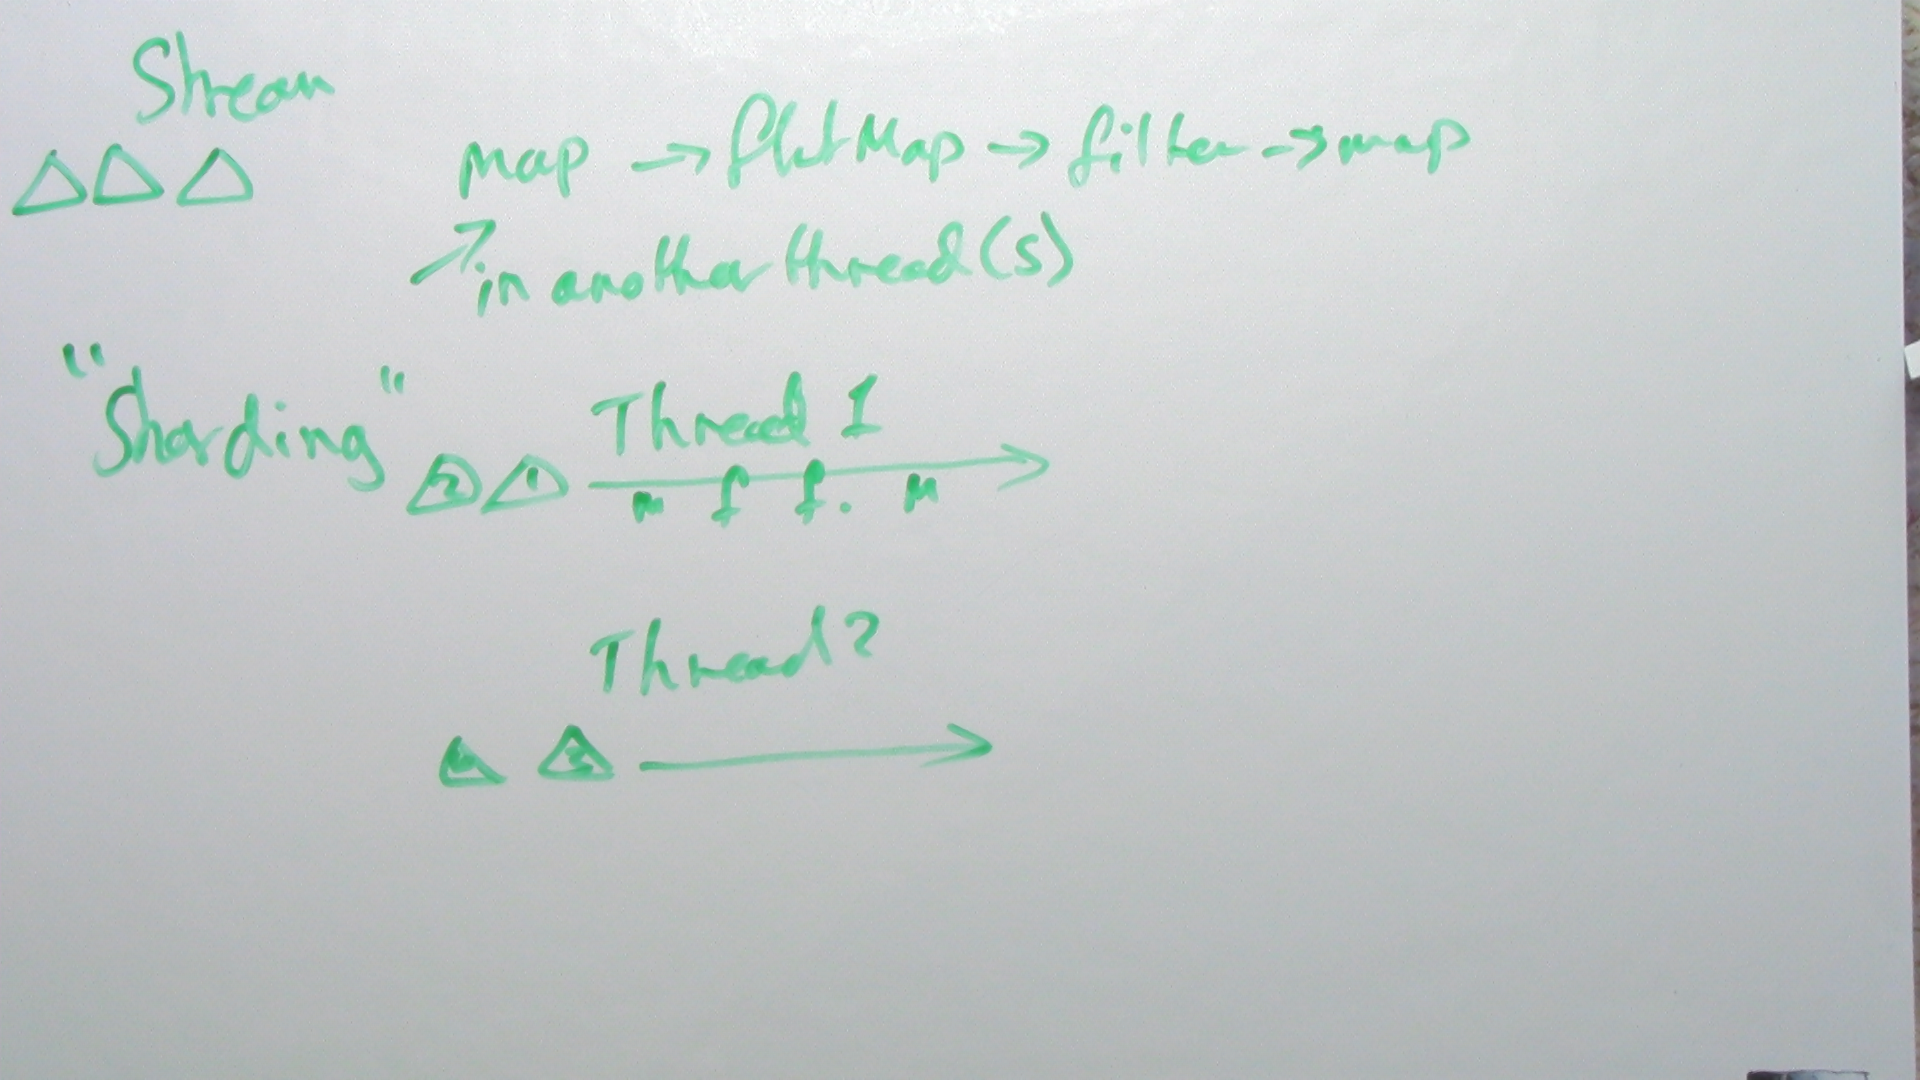 Stream
map → flatMap → filter → map
in another thread(s)
"Sharding"
Thread 1
2 1
m f f. M
Thread 2
4 3